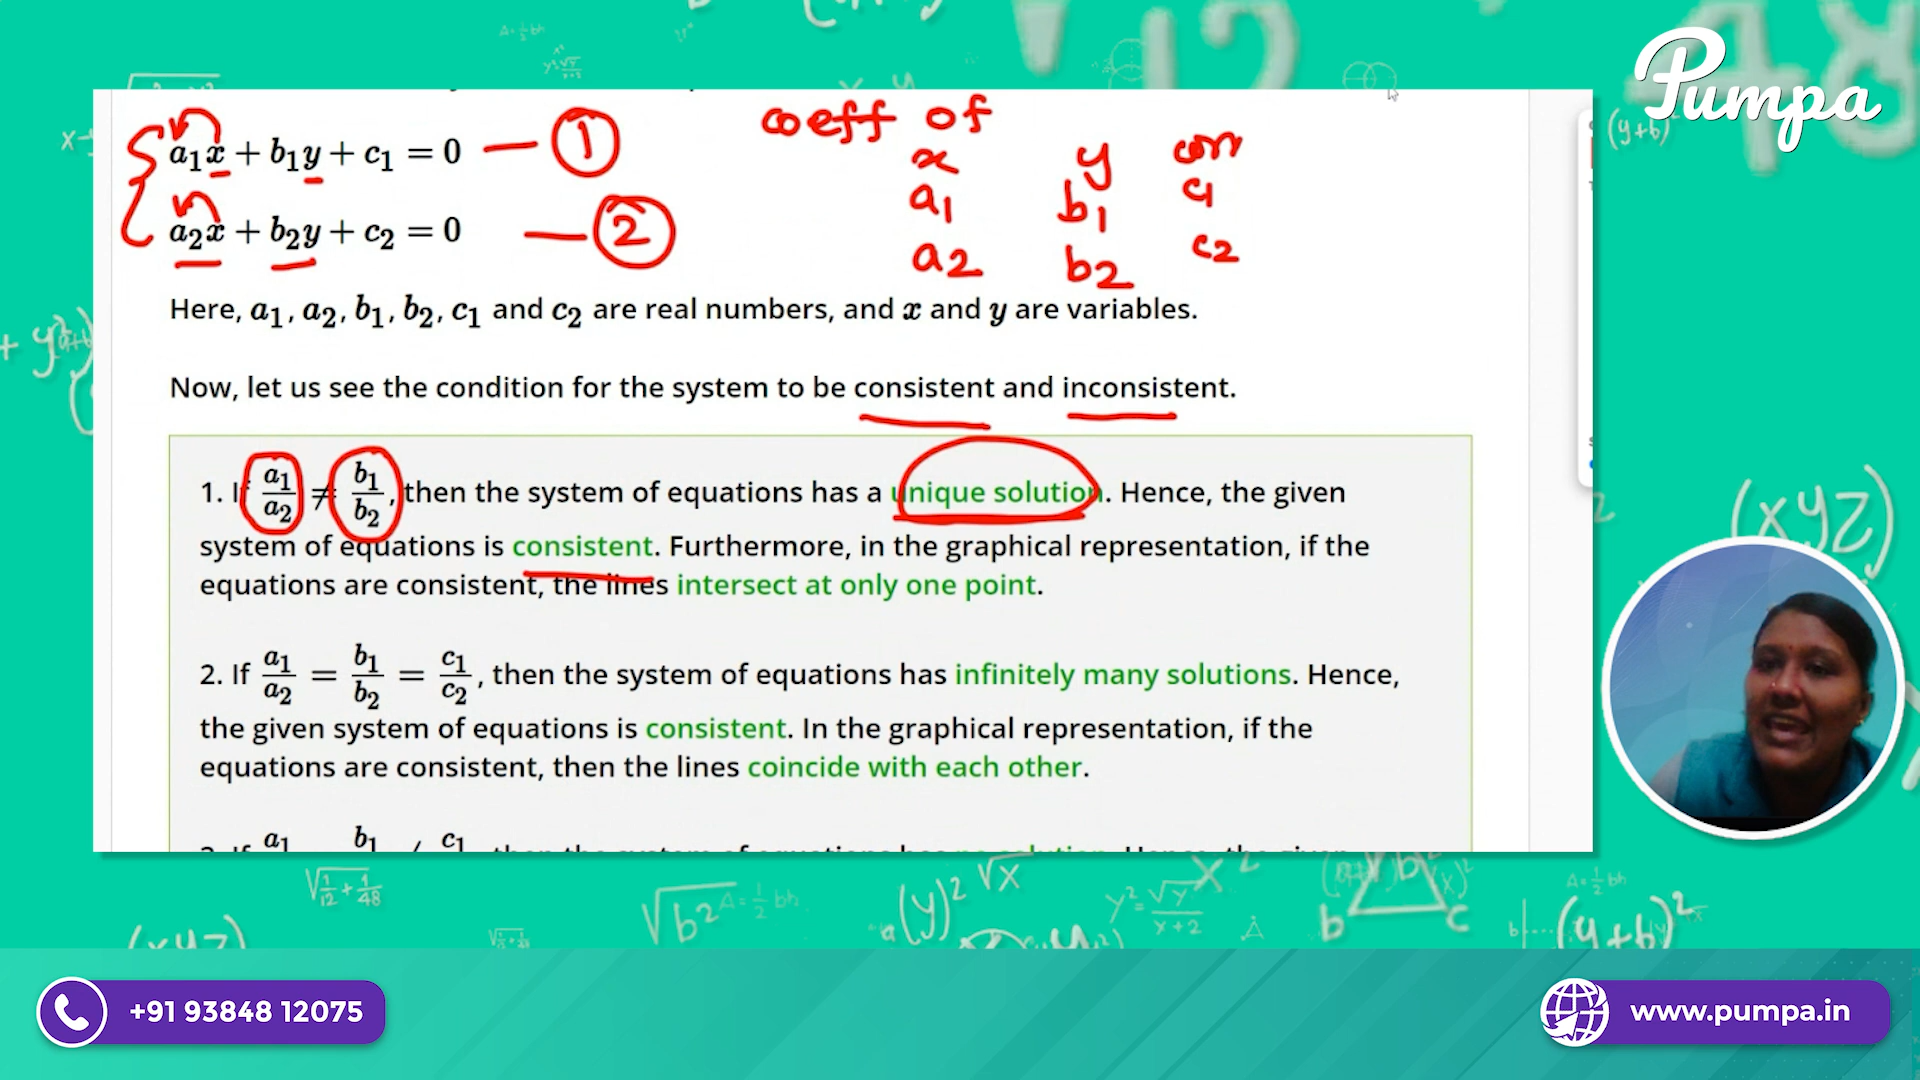 Pumpa
coeff of
x y con
a1 b1 c1
a2 b2 c2
a₁x + b₁y + c₁ = 0 — ①
a₂x + b₂y + c₂ = 0 — ②
Here, a₁, a₂, b₁, b₂, c₁ and c₂ are real numbers, and x and y are variables.
Now, let us see the condition for the system to be consistent and inconsistent.
1. If a₁/a₂ ≠ b₁/b₂, then the system of equations has a unique solution. Hence, the given
system of equations is consistent. Furthermore, in the graphical representation, if the
equations are consistent, the lines intersect at only one point.
2. If a₁/a₂ = b₁/b₂ = c₁/c₂, then the system of equations has infinitely many solutions. Hence,
the given system of equations is consistent. In the graphical representation, if the
equations are consistent, then the lines coincide with each other.
(y+b)
(xyz)
√b²
A=½bh
(y)²
√x
x²
b
c
(y+b)²
+91 93848 12075
www.pumpa.in